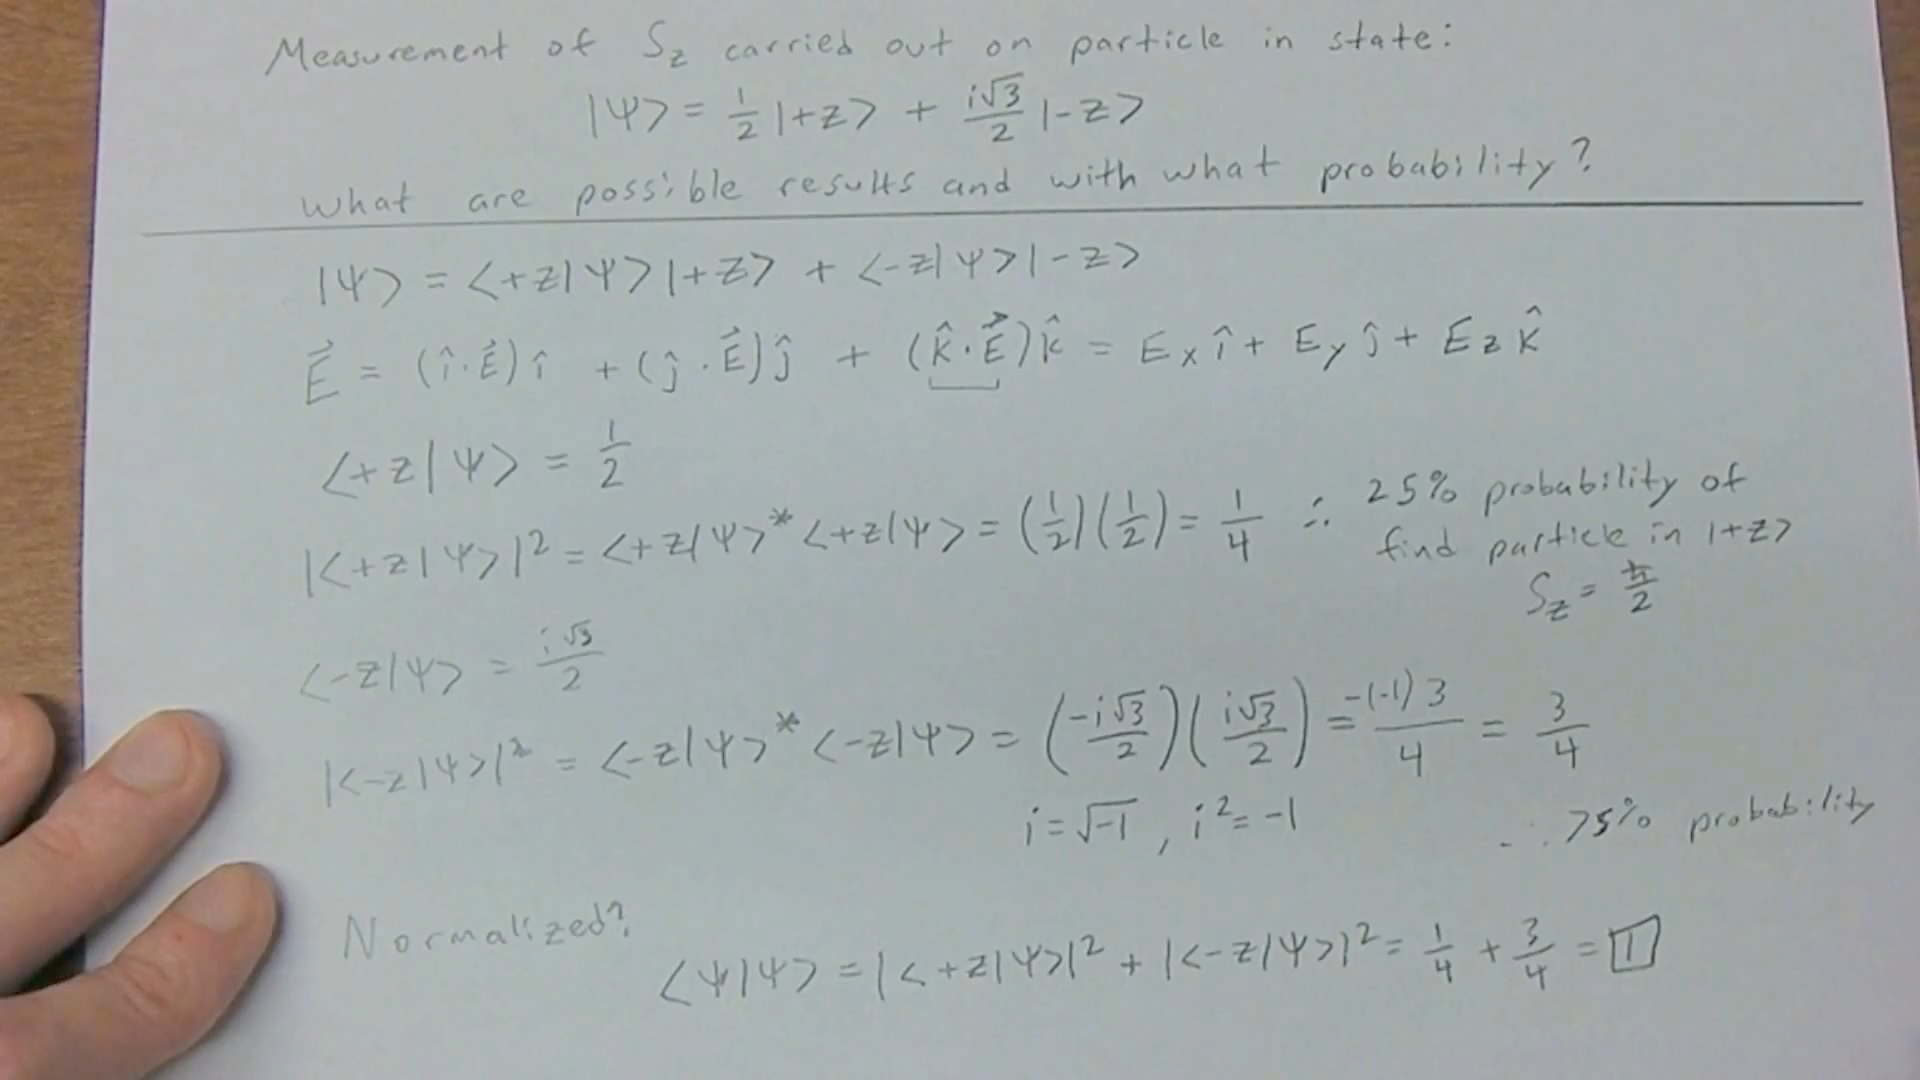 Measurement of S_z carried out on particle in state:
|Ψ> = 1/2 |+z> + i√3/2 |-z>
What are possible results and with what probability?
|Ψ> = <+z|Ψ>|+z> + <-z|Ψ>|-z>
E⃗ = (î·E⃗)î + (ĵ·E⃗)ĵ + (k̂·E⃗)k̂ = E_x î + E_y ĵ + E_z k̂
<+z|Ψ> = 1/2
|<+z|Ψ>|² = <+z|Ψ>* <+z|Ψ> = (1/2)(1/2) = 1/4 ∴ 25% probability of
find particle in |+z>
S_z = ħ/2
<-z|Ψ> = i√3/2
|<-z|Ψ>|² = <-z|Ψ>* <-z|Ψ> = (-i√3/2)(i√3/2) = -(-1)3/4 = 3/4
i = √-1, i² = -1
∴ 75% probability
Normalized?
<Ψ|Ψ> = |<+z|Ψ>|² + |<-z|Ψ>|² = 1/4 + 3/4 = 1